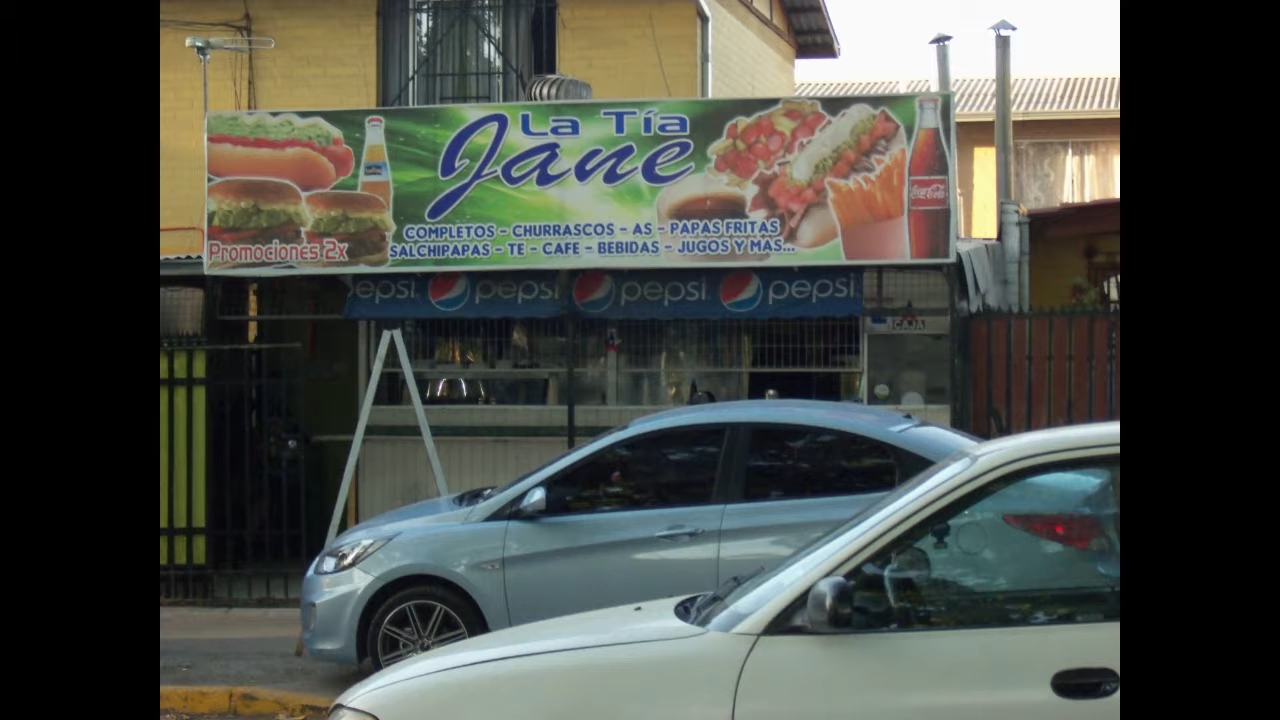 La Tía
Jane
COMPLETOS - CHURRASCOS - AS - PAPAS FRITAS
SALCHIPAPAS - TE - CAFE - BEBIDAS - JUGOS Y MAS...
Promociones 2x
Coca-Cola
epsi pepsi pepsi pepsi
CAJA